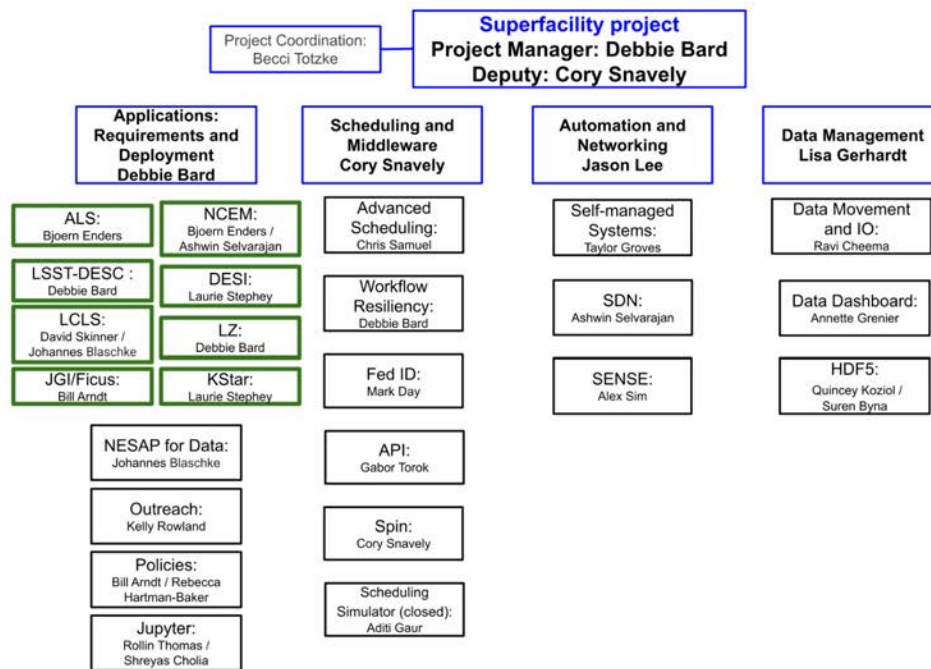 Superfacility project
Project Manager: Debbie Bard
Deputy: Cory Snavely
Project Coordination:
Becci Totzke
Applications:
Requirements and
Deployment
Debbie Bard
Scheduling and
Middleware
Cory Snavely
Automation and
Networking
Jason Lee
Data Management
Lisa Gerhardt
ALS:
Bjoern Enders
NCEM:
Bjoern Enders /
Ashwin Selvarajan
LSST-DESC :
Debbie Bard
DESI:
Laurie Stephey
LCLS:
David Skinner /
Johannes Blaschke
LZ:
Debbie Bard
JGI/Ficus:
Bill Arndt
KStar:
Laurie Stephey
NESAP for Data:
Johannes Blaschke
Outreach:
Kelly Rowland
Policies:
Bill Arndt / Rebecca
Hartman-Baker
Jupyter:
Rollin Thomas /
Shreyas Cholia
Advanced
Scheduling:
Chris Samuel
Workflow
Resiliency:
Debbie Bard
Fed ID:
Mark Day
API:
Gabor Torok
Spin:
Cory Snavely
Scheduling
Simulator (closed):
Aditi Gaur
Self-managed
Systems:
Taylor Groves
SDN:
Ashwin Selvarajan
SENSE:
Alex Sim
Data Movement
and IO:
Ravi Cheema
Data Dashboard:
Annette Grenier
HDF5:
Quincey Koziol /
Suren Byna